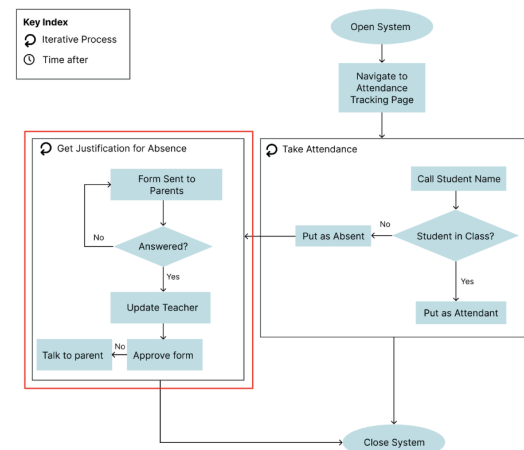 Key Index
Iterative Process
Time after
Open System
Navigate to
Attendance
Tracking Page
Get Justification for Absence
Form Sent to
Parents
No
Answered?
Yes
Update Teacher
Talk to parent
No
Approve form
Take Attendance
Call Student Name
Put as Absent
No
Student in Class?
Yes
Put as Attendant
Close System